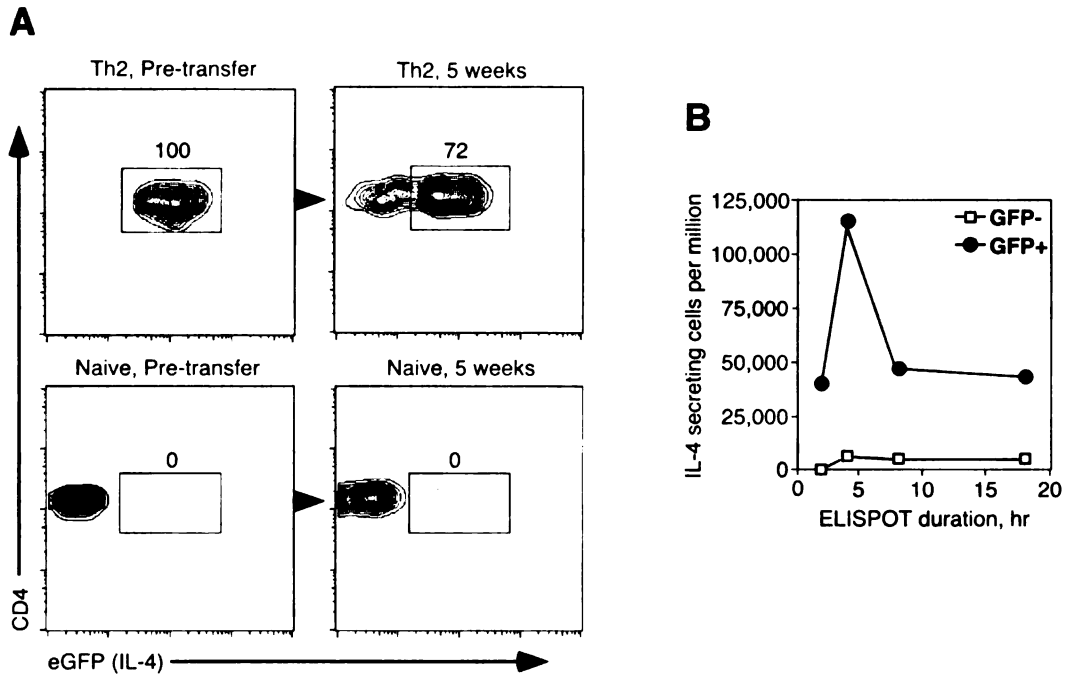 A
Th2, Pre-transfer
Th2, 5 weeks
100
72
Naive, Pre-transfer
Naive, 5 weeks
0
0
CD4
eGFP (IL-4)
B
IL-4 secreting cells per million
125,000
100,000
75,000
50,000
25,000
0
GFP-
GFP+
0 5 10 15 20
ELISPOT duration, hr